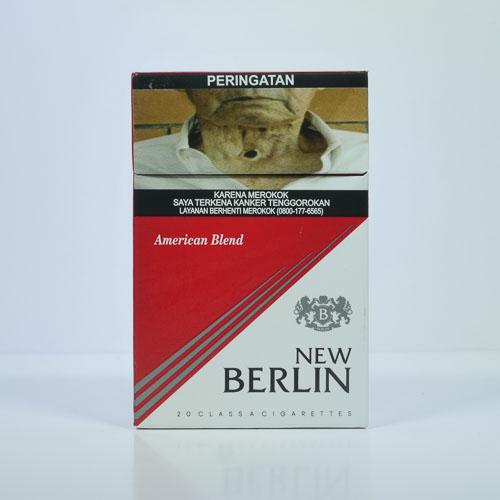 PERINGATAN
KARENA MEROKOK
SAYA TERKENA KANKER TENGGOROKAN
LAYANAN BERHENTI MEROKOK (0800-177-6565)
American Blend
B
NEW
BERLIN
20 CLASS A CIGARETTES